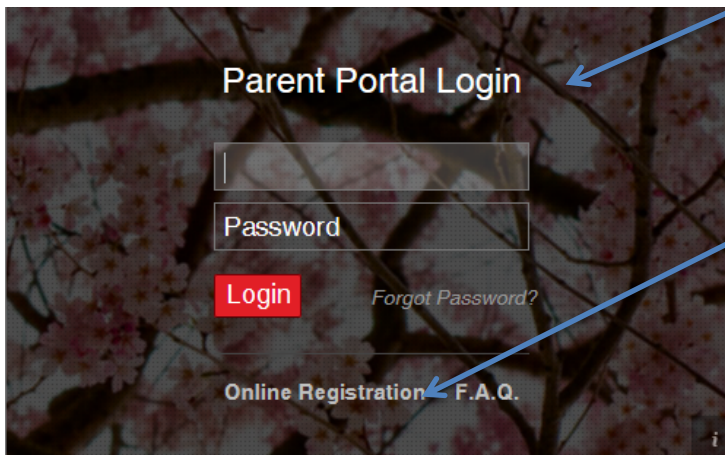 Parent Portal Login
Password
Login Forgot Password?
Online Registration F.A.Q.
i